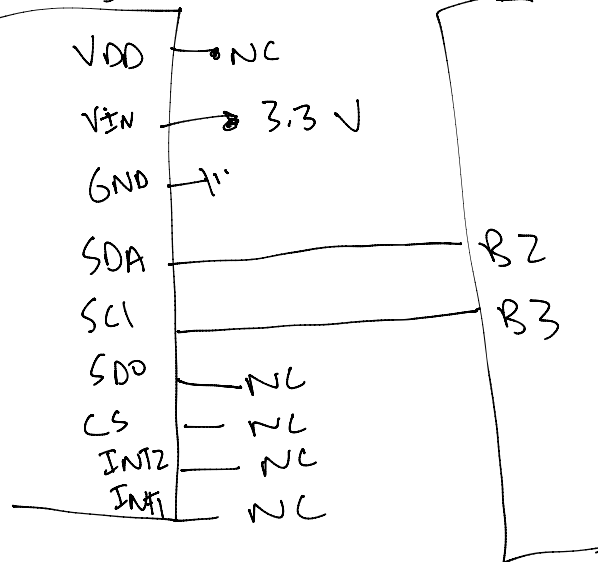 VDD NC
VIN 3.3 V
GND
SDA B2
SCl B3
SDO NC
CS NC
INT2 NC
INT1 NC